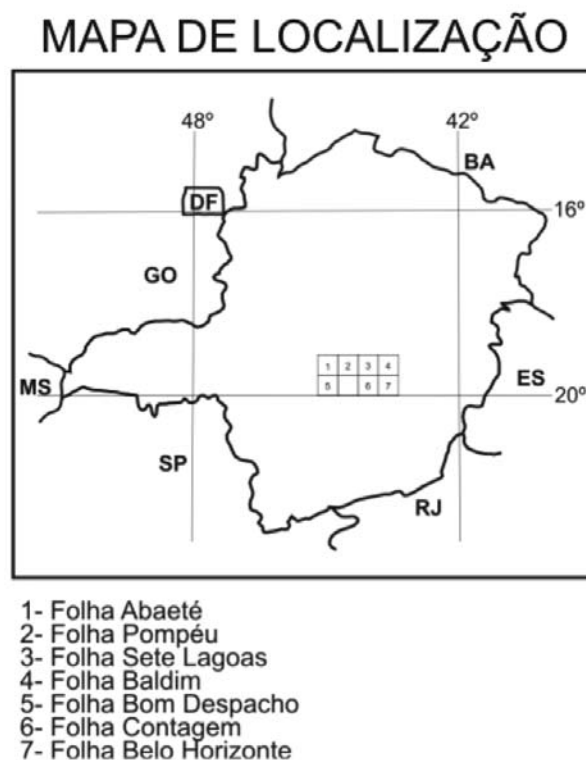 MAPA DE LOCALIZAÇÃO
48º 42º
BA
DF
16º
GO
1 2 3 4
MS
5 6 7
ES
20º
SP
RJ
1- Folha Abaeté
2- Folha Pompéu
3- Folha Sete Lagoas
4- Folha Baldim
5- Folha Bom Despacho
6- Folha Contagem
7- Folha Belo Horizonte